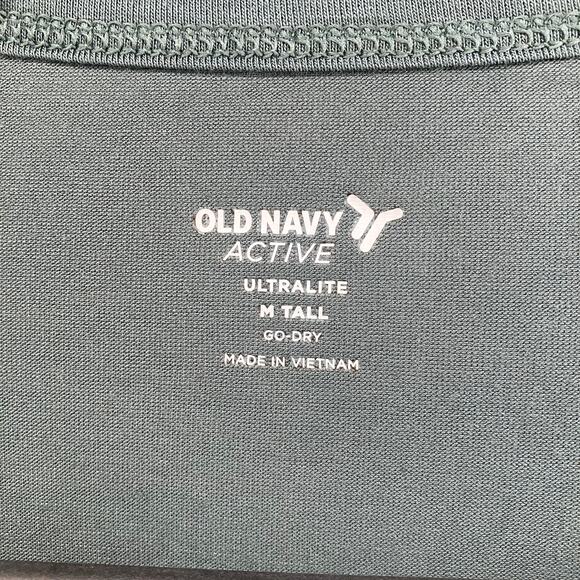 OLD NAVY
ACTIVE
ULTRALITE
M TALL
GO-DRY
MADE IN VIETNAM